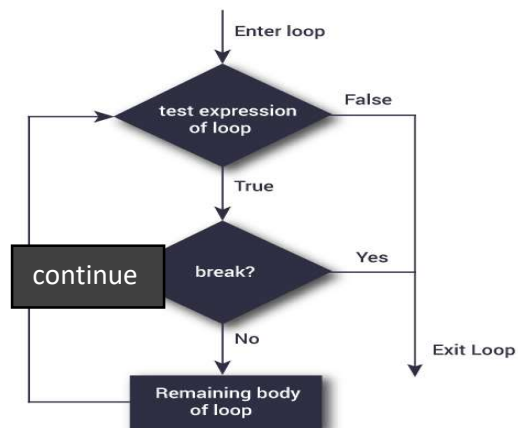 Enter loop
test expression
of loop
False
True
continue
break?
Yes
No
Exit Loop
Remaining body
of loop